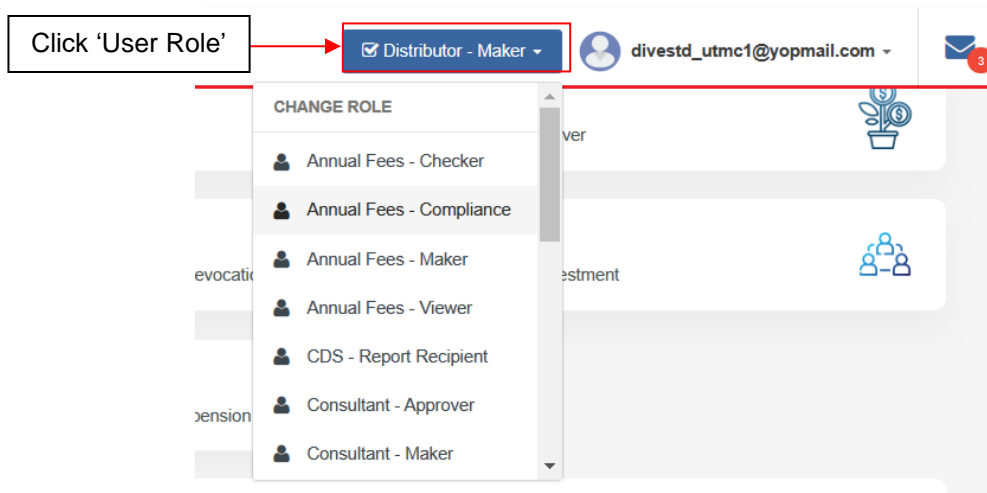 Click ‘User Role’
Distributor - Maker
divestd_utmc1@yopmail.com
3
CHANGE ROLE
ver
Annual Fees - Checker
Annual Fees - Compliance
Annual Fees - Maker
evocatic
estment
Annual Fees - Viewer
CDS - Report Recipient
Consultant - Approver
pension
Consultant - Maker